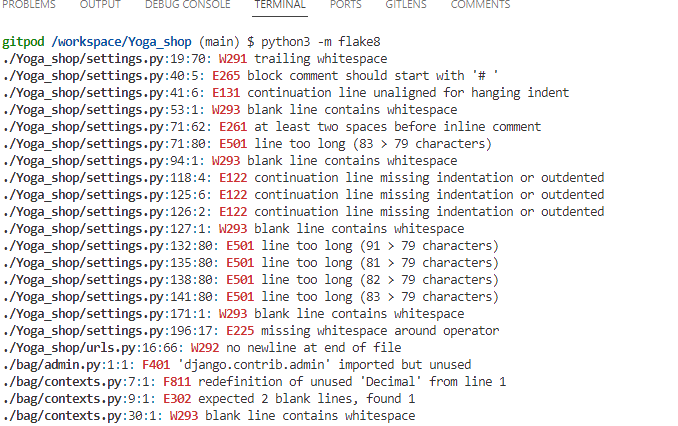 PROBLEMS OUTPUT DEBUG CONSOLE TERMINAL PORTS GITLENS COMMENTS
gitpod /workspace/Yoga_shop (main) $ python3 -m flake8
./Yoga_shop/settings.py:19:70: W291 trailing whitespace
./Yoga_shop/settings.py:40:5: E265 block comment should start with '# '
./Yoga_shop/settings.py:41:6: E131 continuation line unaligned for hanging indent
./Yoga_shop/settings.py:53:1: W293 blank line contains whitespace
./Yoga_shop/settings.py:71:62: E261 at least two spaces before inline comment
./Yoga_shop/settings.py:71:80: E501 line too long (83 > 79 characters)
./Yoga_shop/settings.py:94:1: W293 blank line contains whitespace
./Yoga_shop/settings.py:118:4: E122 continuation line missing indentation or outdented
./Yoga_shop/settings.py:125:6: E122 continuation line missing indentation or outdented
./Yoga_shop/settings.py:126:2: E122 continuation line missing indentation or outdented
./Yoga_shop/settings.py:127:1: W293 blank line contains whitespace
./Yoga_shop/settings.py:132:80: E501 line too long (91 > 79 characters)
./Yoga_shop/settings.py:135:80: E501 line too long (81 > 79 characters)
./Yoga_shop/settings.py:138:80: E501 line too long (82 > 79 characters)
./Yoga_shop/settings.py:141:80: E501 line too long (83 > 79 characters)
./Yoga_shop/settings.py:171:1: W293 blank line contains whitespace
./Yoga_shop/settings.py:196:17: E225 missing whitespace around operator
./Yoga_shop/urls.py:16:66: W292 no newline at end of file
./bag/admin.py:1:1: F401 'django.contrib.admin' imported but unused
./bag/contexts.py:7:1: F811 redefinition of unused 'Decimal' from line 1
./bag/contexts.py:9:1: E302 expected 2 blank lines, found 1
./bag/contexts.py:30:1: W293 blank line contains whitespace